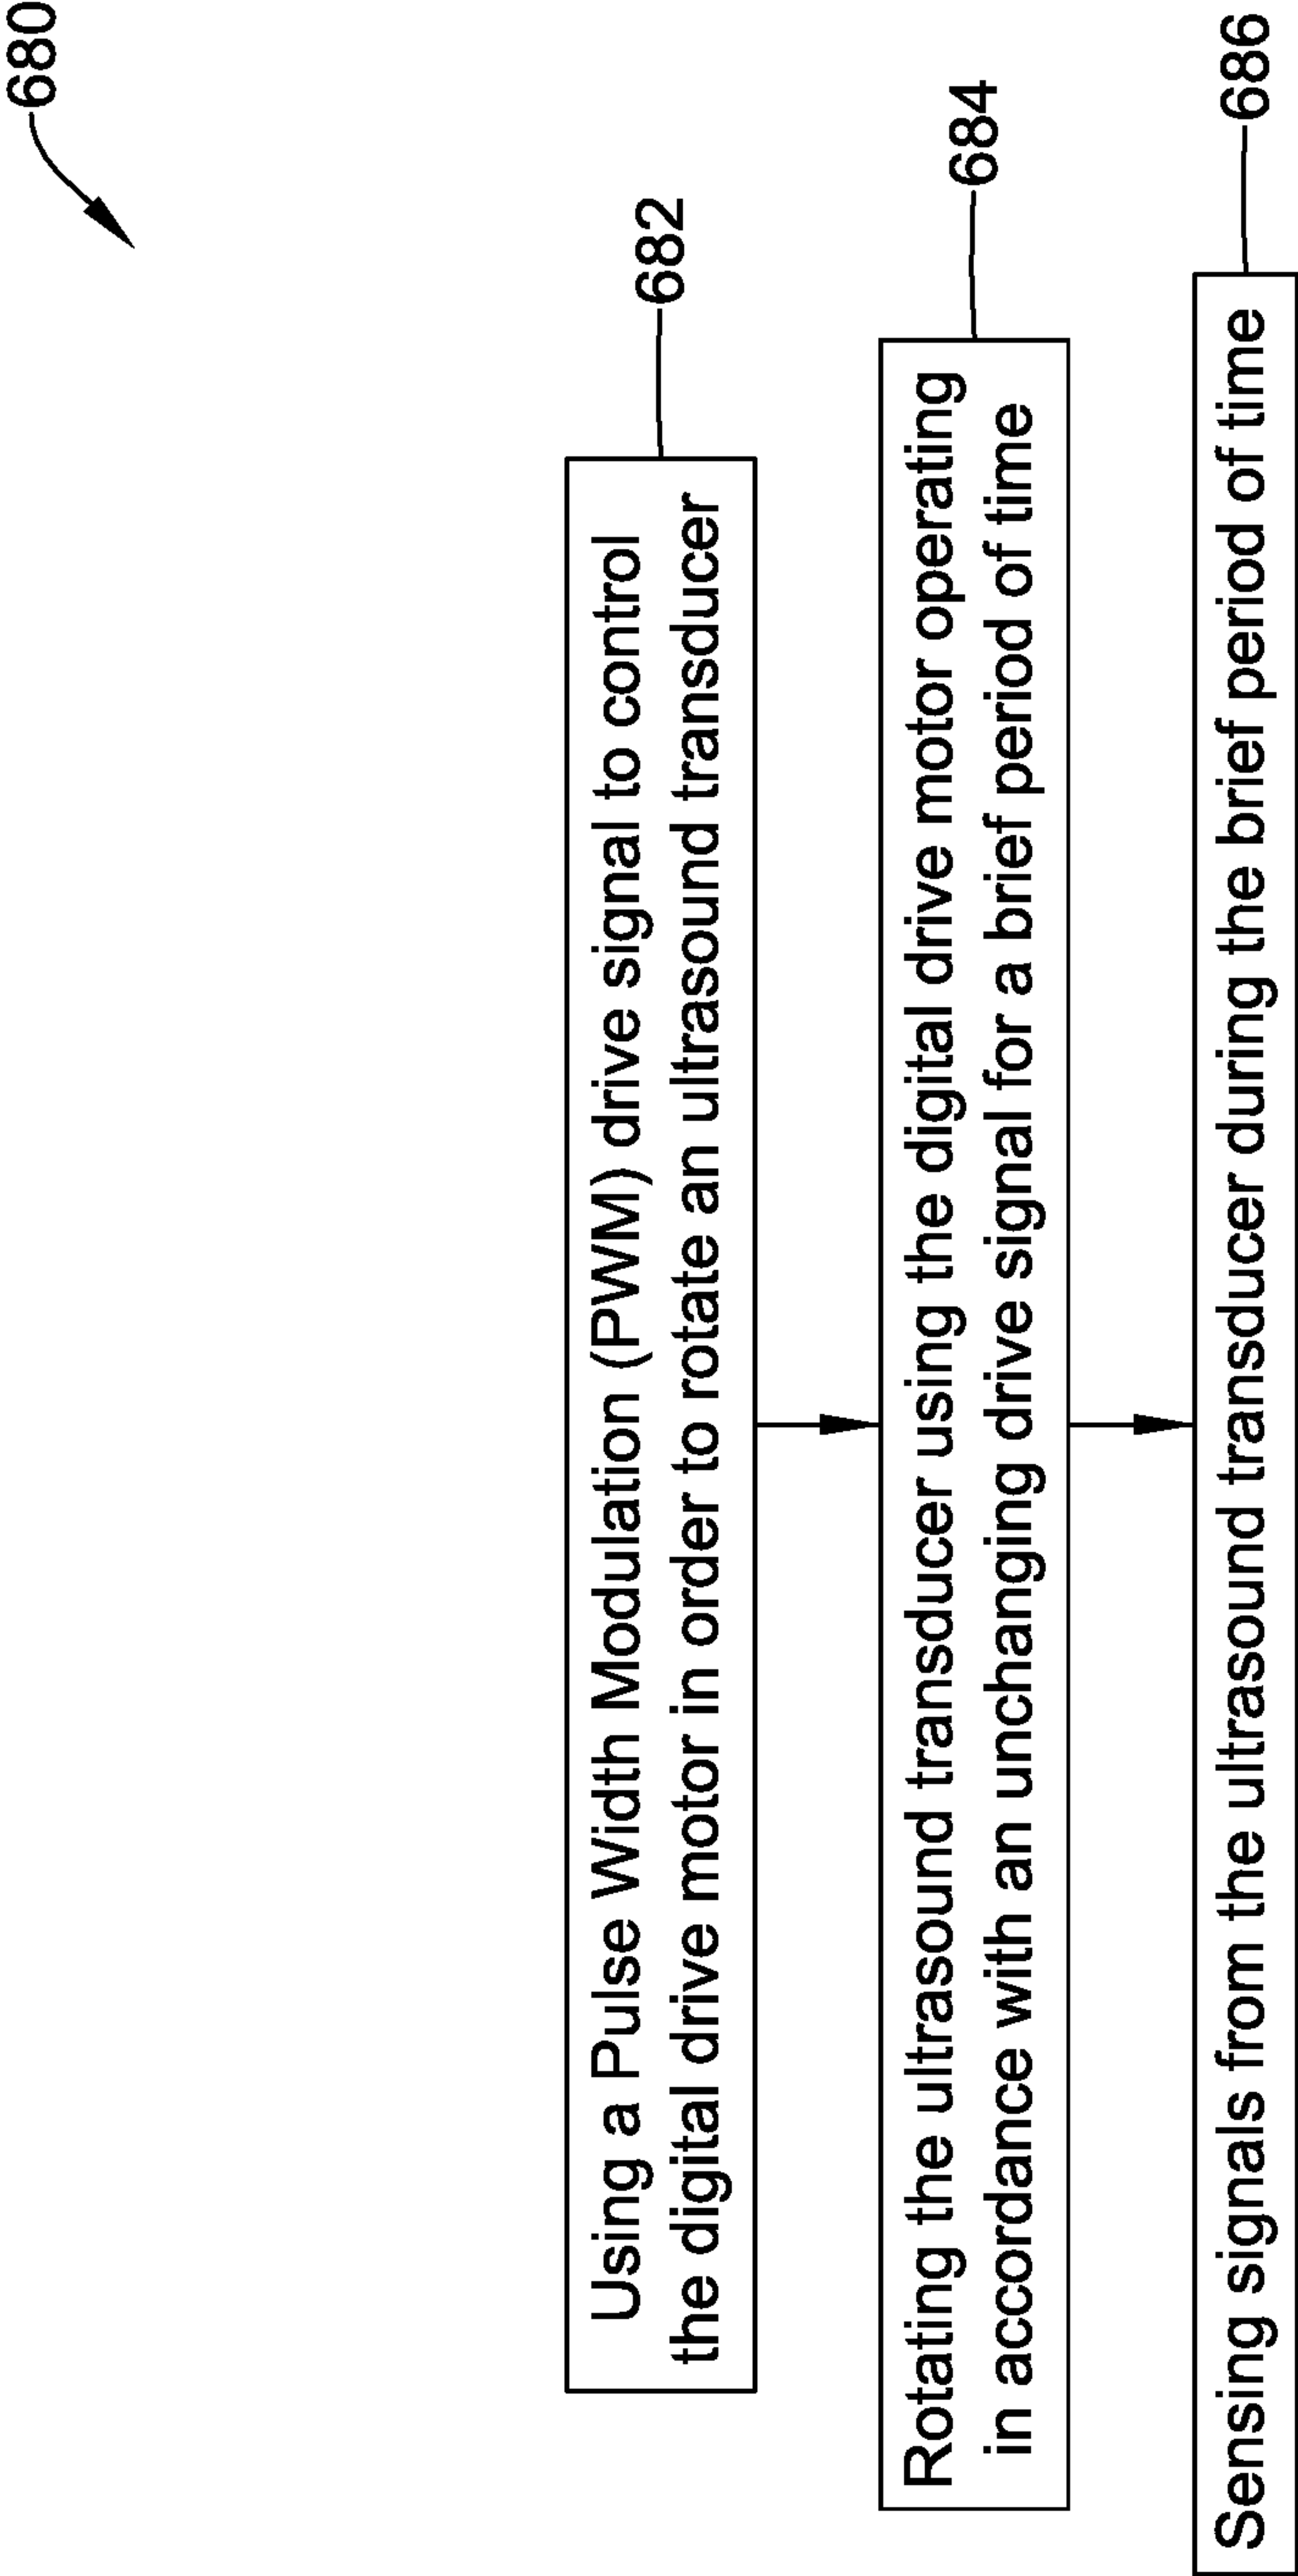 680
Using a Pulse Width Modulation (PWM) drive signal to control
the digital drive motor in order to rotate an ultrasound transducer
682
Rotating the ultrasound transducer using the digital drive motor operating
in accordance with an unchanging drive signal for a brief period of time
684
Sensing signals from the ultrasound transducer during the brief period of time
686